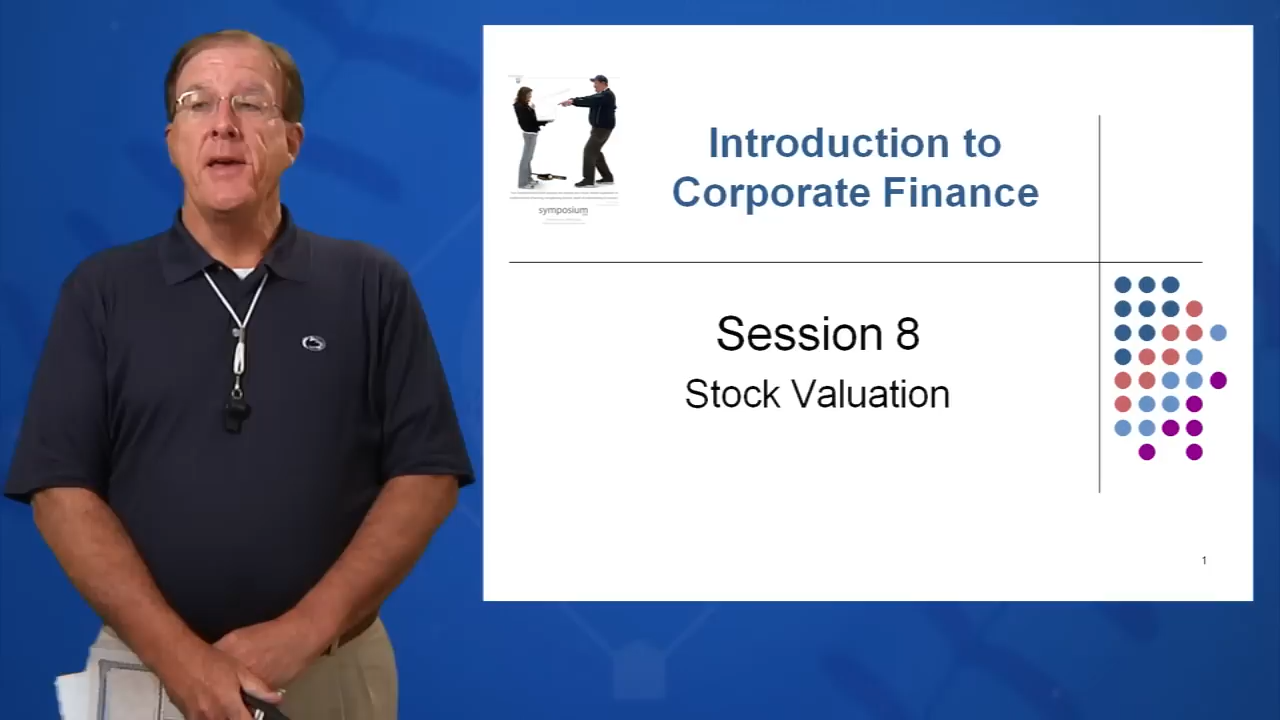 Introduction to
Corporate Finance
symposium
Session 8
Stock Valuation
1